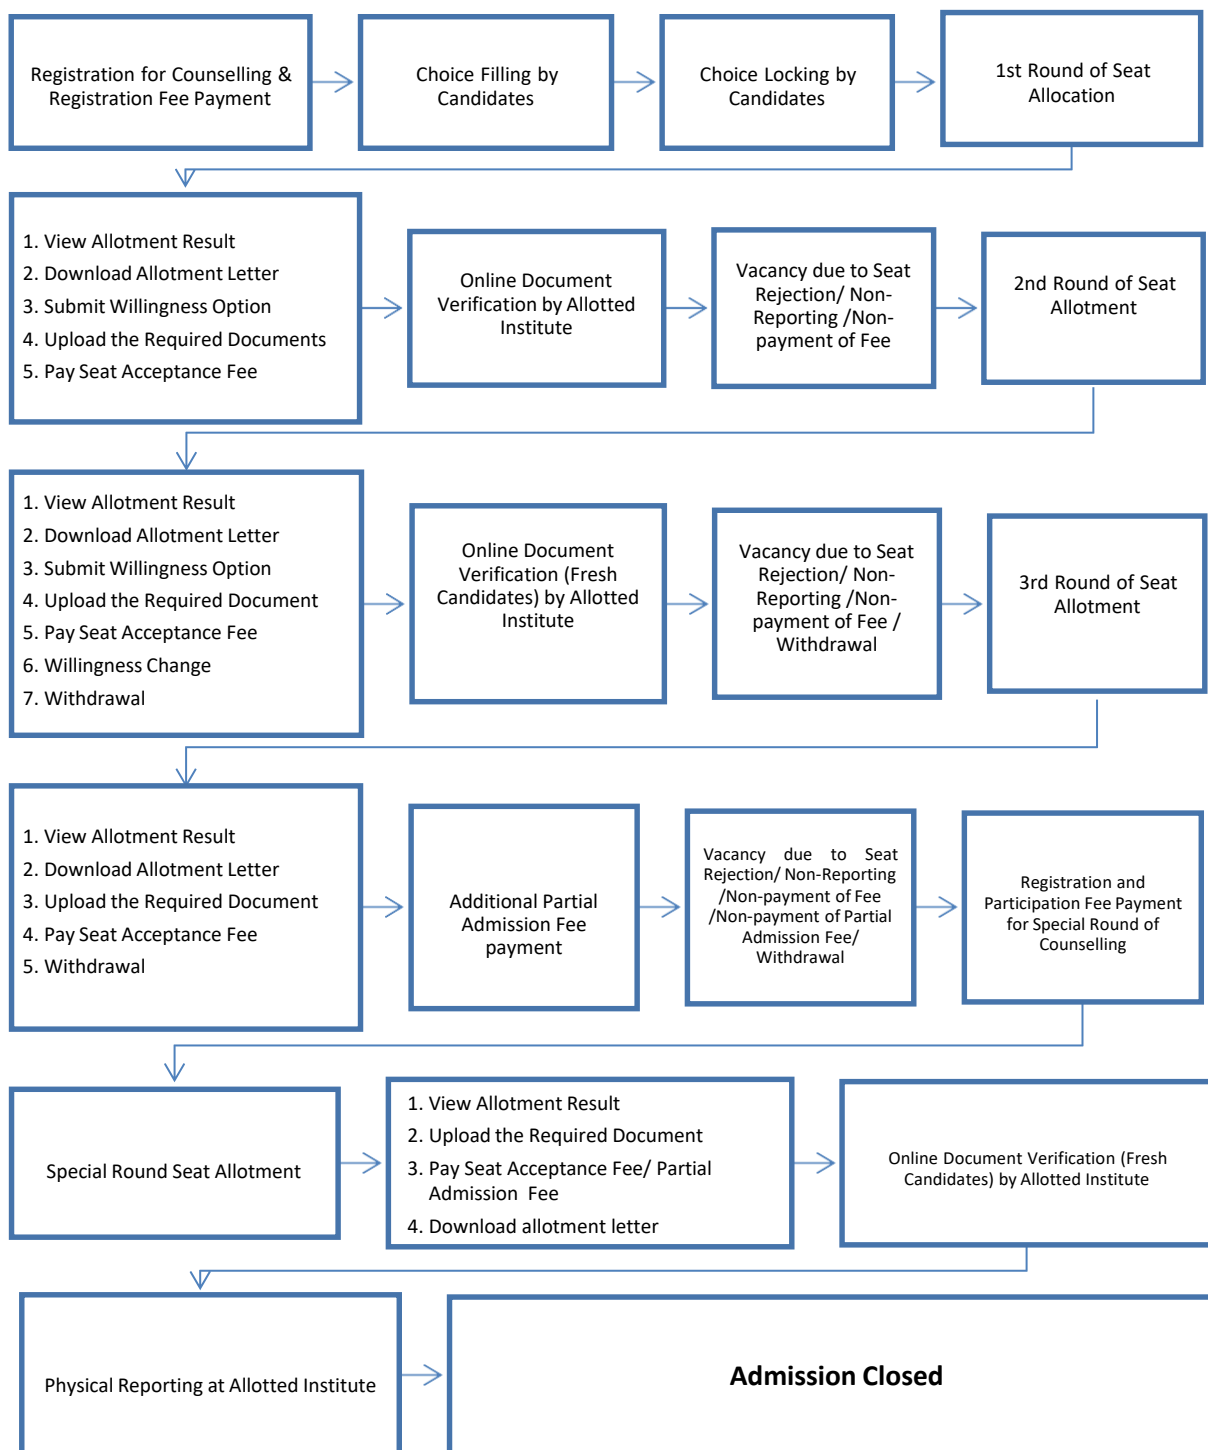 Registration for Counselling &
Registration Fee Payment
Choice Filling by
Candidates
Choice Locking by
Candidates
1st Round of Seat
Allocation
1. View Allotment Result
2. Download Allotment Letter
3. Submit Willingness Option
4. Upload the Required Documents
5. Pay Seat Acceptance Fee
Online Document
Verification by Allotted
Institute
Vacancy due to Seat
Rejection/ Non-
Reporting /Non-
payment of Fee
2nd Round of Seat
Allotment
1. View Allotment Result
2. Download Allotment Letter
3. Submit Willingness Option
4. Upload the Required Document
5. Pay Seat Acceptance Fee
6. Willingness Change
7. Withdrawal
Online Document
Verification (Fresh
Candidates) by Allotted
Institute
Vacancy due to Seat
Rejection/ Non-
Reporting /Non-
payment of Fee /
Withdrawal
3rd Round of Seat
Allotment
1. View Allotment Result
2. Download Allotment Letter
3. Upload the Required Document
4. Pay Seat Acceptance Fee
5. Withdrawal
Additional Partial
Admission Fee
payment
Vacancy due to Seat
Rejection/ Non-Reporting
/Non-payment of Fee
/Non-payment of Partial
Admission Fee/
Withdrawal
Registration and
Participation Fee Payment
for Special Round of
Counselling
Special Round Seat Allotment
1. View Allotment Result
2. Upload the Required Document
3. Pay Seat Acceptance Fee/ Partial
Admission Fee
4. Download allotment letter
Online Document Verification (Fresh
Candidates) by Allotted Institute
Physical Reporting at Allotted Institute
Admission Closed